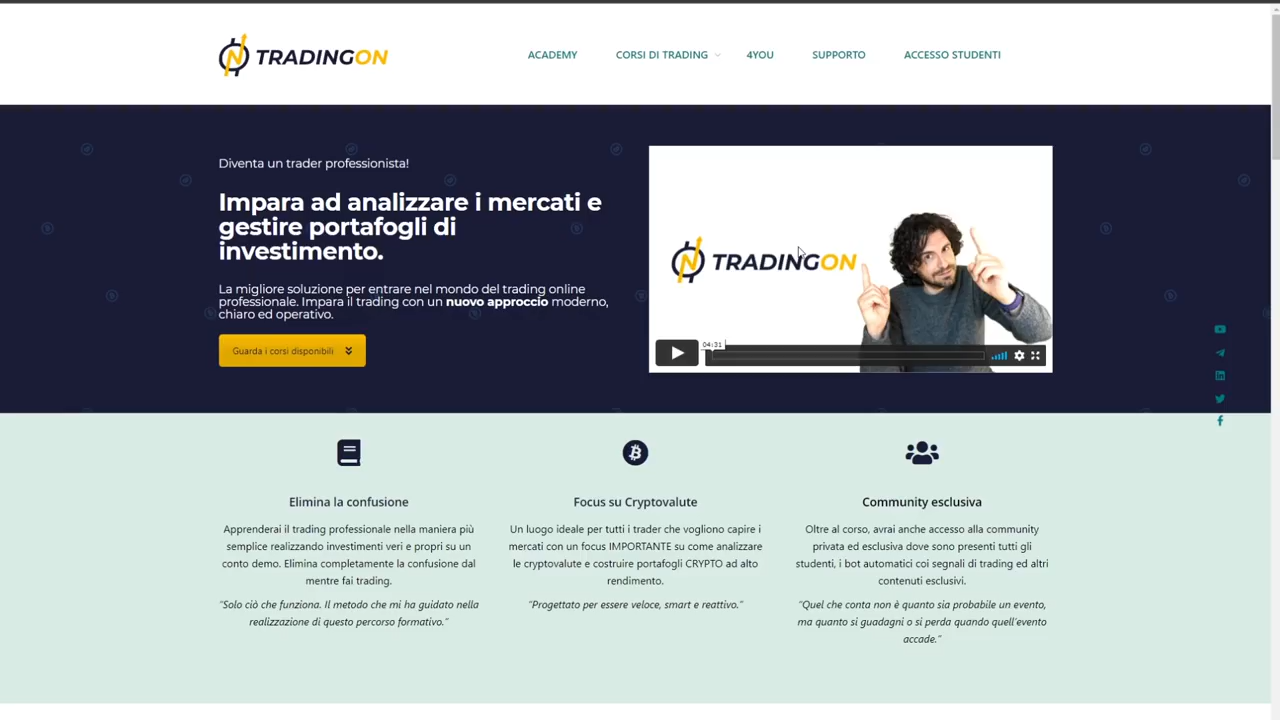 TRADINGON
ACADEMY
CORSI DI TRADING
4YOU
SUPPORTO
ACCESSO STUDENTI
Diventa un trader professionista!
Impara ad analizzare i mercati e
gestire portafogli di
investimento.
La migliore soluzione per entrare nel mondo del trading online
professionale. Impara il trading con un nuovo approccio moderno,
chiaro ed operativo.
Guarda i corsi disponibili
TRADINGON
04:31
Elimina la confusione
Apprenderai il trading professionale nella maniera più
semplice realizzando investimenti veri e propri su un
conto demo. Elimina completamente la confusione dal
mentre fai trading.
"Solo ciò che funziona. Il metodo che mi ha guidato nella
realizzazione di questo percorso formativo."
Focus su Cryptovalute
Un luogo ideale per tutti i trader che vogliono capire i
mercati con un focus IMPORTANTE su come analizzare
le cryptovalute e costruire portafogli CRYPTO ad alto
rendimento.
"Progettato per essere veloce, smart e reattivo."
Community esclusiva
Oltre al corso, avrai anche accesso alla community
privata ed esclusiva dove sono presenti tutti gli
studenti, i bot automatici coi segnali di trading ed altri
contenuti esclusivi.
"Quel che conta non è quanto sia probabile un evento,
ma quanto si guadagni o si perda quando quell'evento
accade."